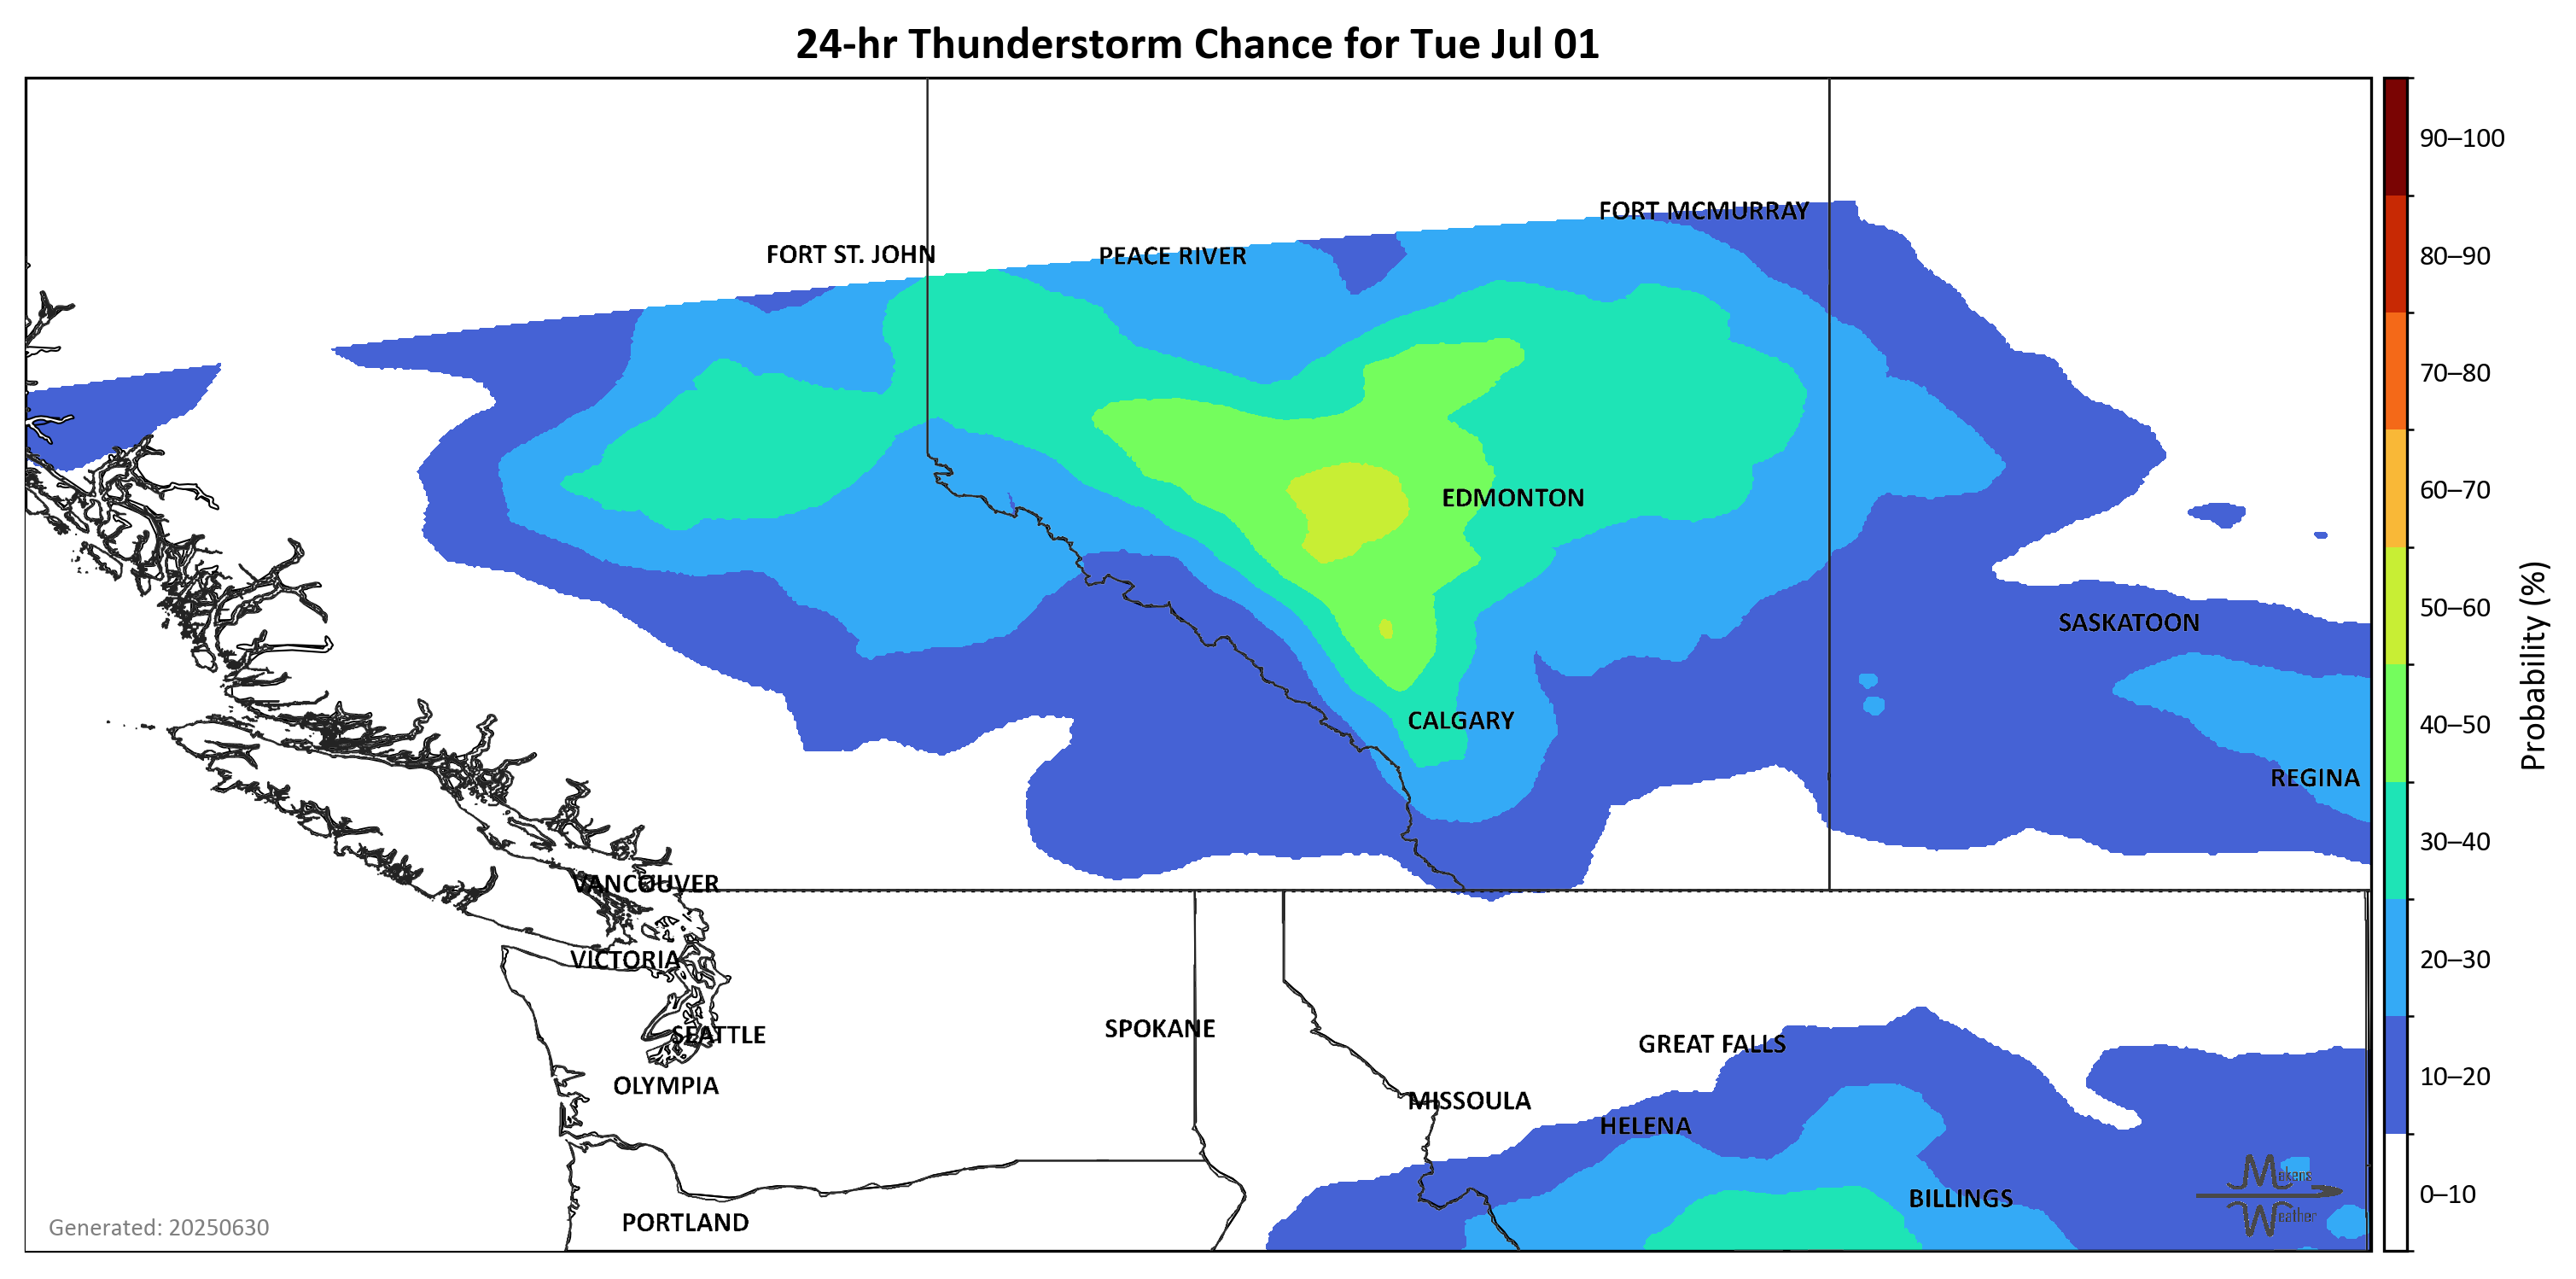 24-hr Thunderstorm Chance for Tue Jul 01
90–100
FORT MCMURRAY
FORT ST. JOHN
PEACE RIVER
80–90
70–80
60–70
EDMONTON
50–60
SASKATOON
Probability (%)
CALGARY
40–50
REGINA
30–40
VANCOUVER
VICTORIA
20–30
SPOKANE
SEATTLE
GREAT FALLS
OLYMPIA
10–20
MISSOULA
HELENA
Mekens
BILLINGS
0–10
Weather
PORTLAND
Generated: 20250630